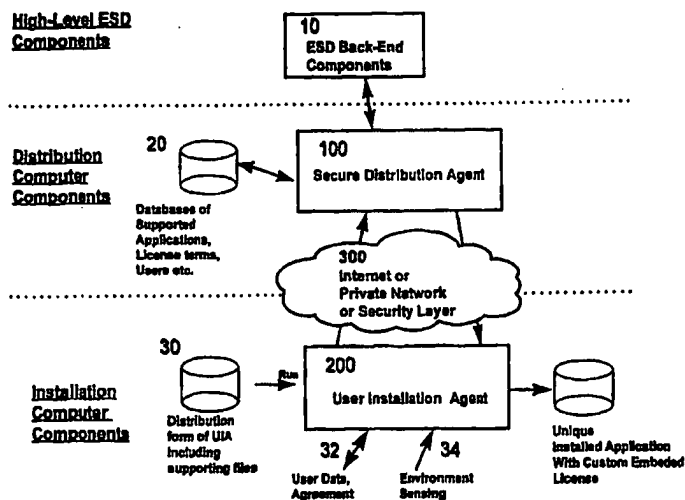 High-Level ESD
Components
10
ESD Back-End
Components
Distribution
Computer
Components
20
Databases of
Supported
Applications,
License terms,
Users etc.
100
Secure Distribution Agent
300
Internet or
Private Network
or Security Layer
Installation
Computer
Components
30
Distribution
form of UIA
Including
supporting files
Run
200
User Installation Agent
32
User Data,
Agreement
34
Environment
Sensing
Unique
Installed Application
With Custom Embeded
License